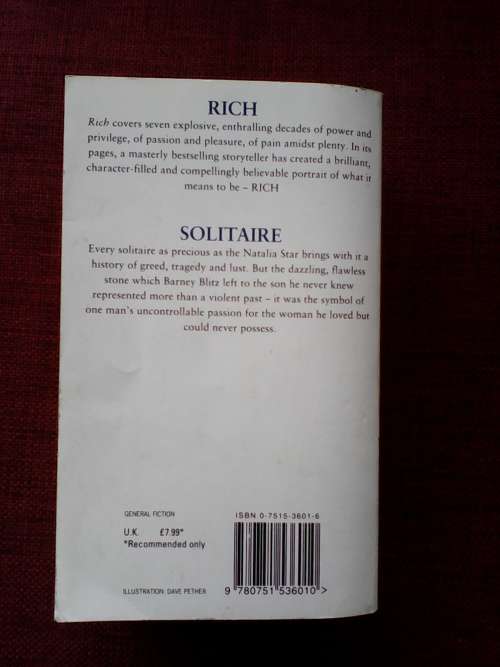 RICH
Rich covers seven explosive, enthralling decades of power and
privilege, of passion and pleasure, of pain amidst plenty. In its
pages, a masterly bestselling storyteller has created a brilliant,
character-filled and compellingly believable portrait of what it
means to be – RICH
SOLITAIRE
Every solitaire as precious as the Natalia Star brings with it a
history of greed, tragedy and lust. But the dazzling, flawless
stone which Barney Blitz left to the son he never knew
represented more than a violent past – it was the symbol of
one man's uncontrollable passion for the woman he loved but
could never possess.
GENERAL FICTION
ISBN 0-7515-3601-6
U.K. £7.99*
*Recommended only
ILLUSTRATION: DAVE PETHER
9 780751 536010 >